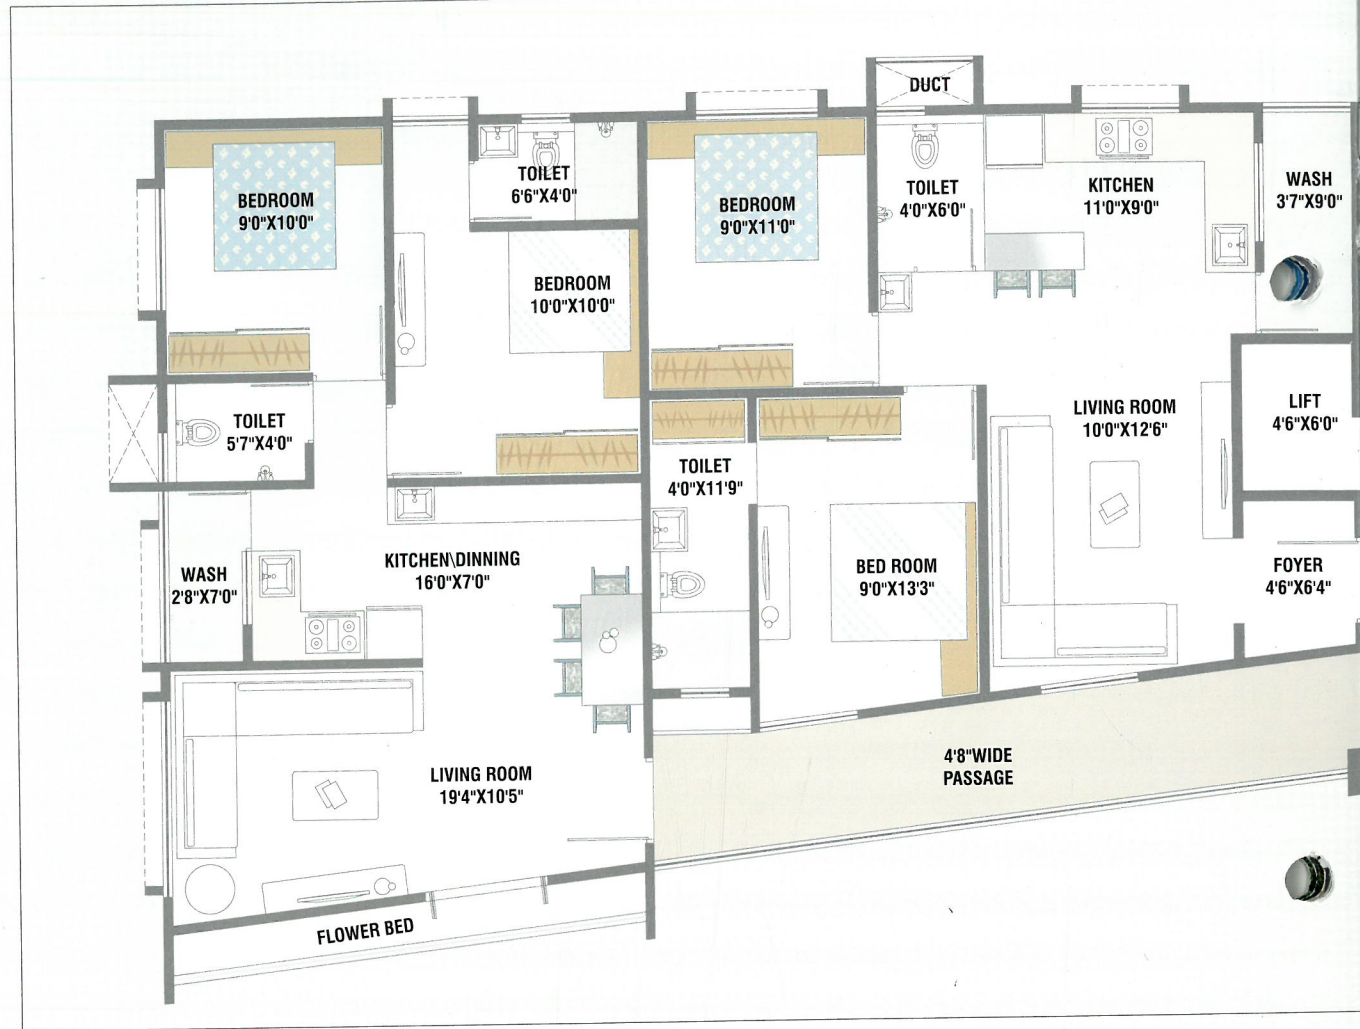 DUCT
BEDROOM
9'0"X10'0"
TOILET
6'6"X4'0"
BEDROOM
10'0"X10'0"
BEDROOM
9'0"X11'0"
TOILET
4'0"X6'0"
KITCHEN
11'0"X9'0"
WASH
3'7"X9'0"
TOILET
5'7"X4'0"
TOILET
4'0"X11'9"
LIVING ROOM
10'0"X12'6"
LIFT
4'6"X6'0"
WASH
2'8"X7'0"
KITCHEN\DINNING
16'0"X7'0"
BED ROOM
9'0"X13'3"
FOYER
4'6"X6'4"
LIVING ROOM
19'4"X10'5"
4'8"WIDE
PASSAGE
FLOWER BED